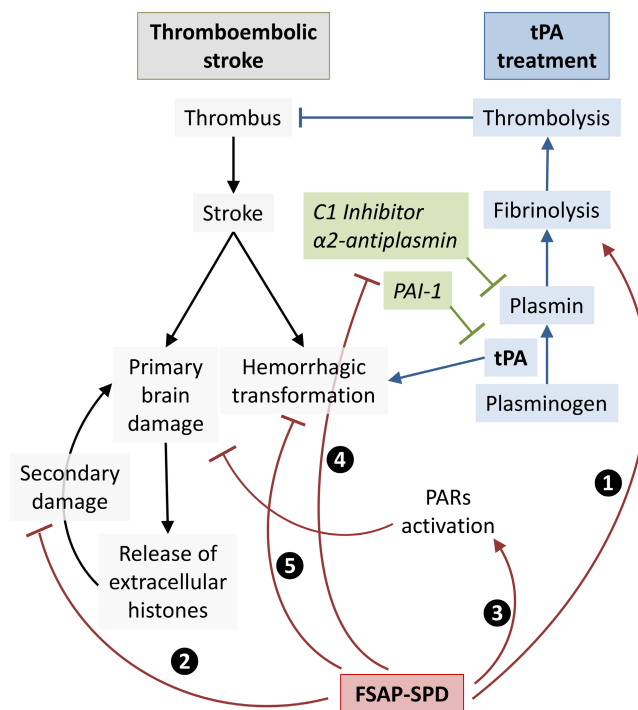 Thromboembolic
stroke
tPA
treatment
Thrombus
Thrombolysis
Stroke
C1 Inhibitor
α2-antiplasmin
Fibrinolysis
PAI-1
Plasmin
Primary
brain
damage
Hemorrhagic
transformation
tPA
Plasminogen
4
1
Secondary
damage
PARs
activation
Release of
extracellular
histones
5
3
2
FSAP-SPD